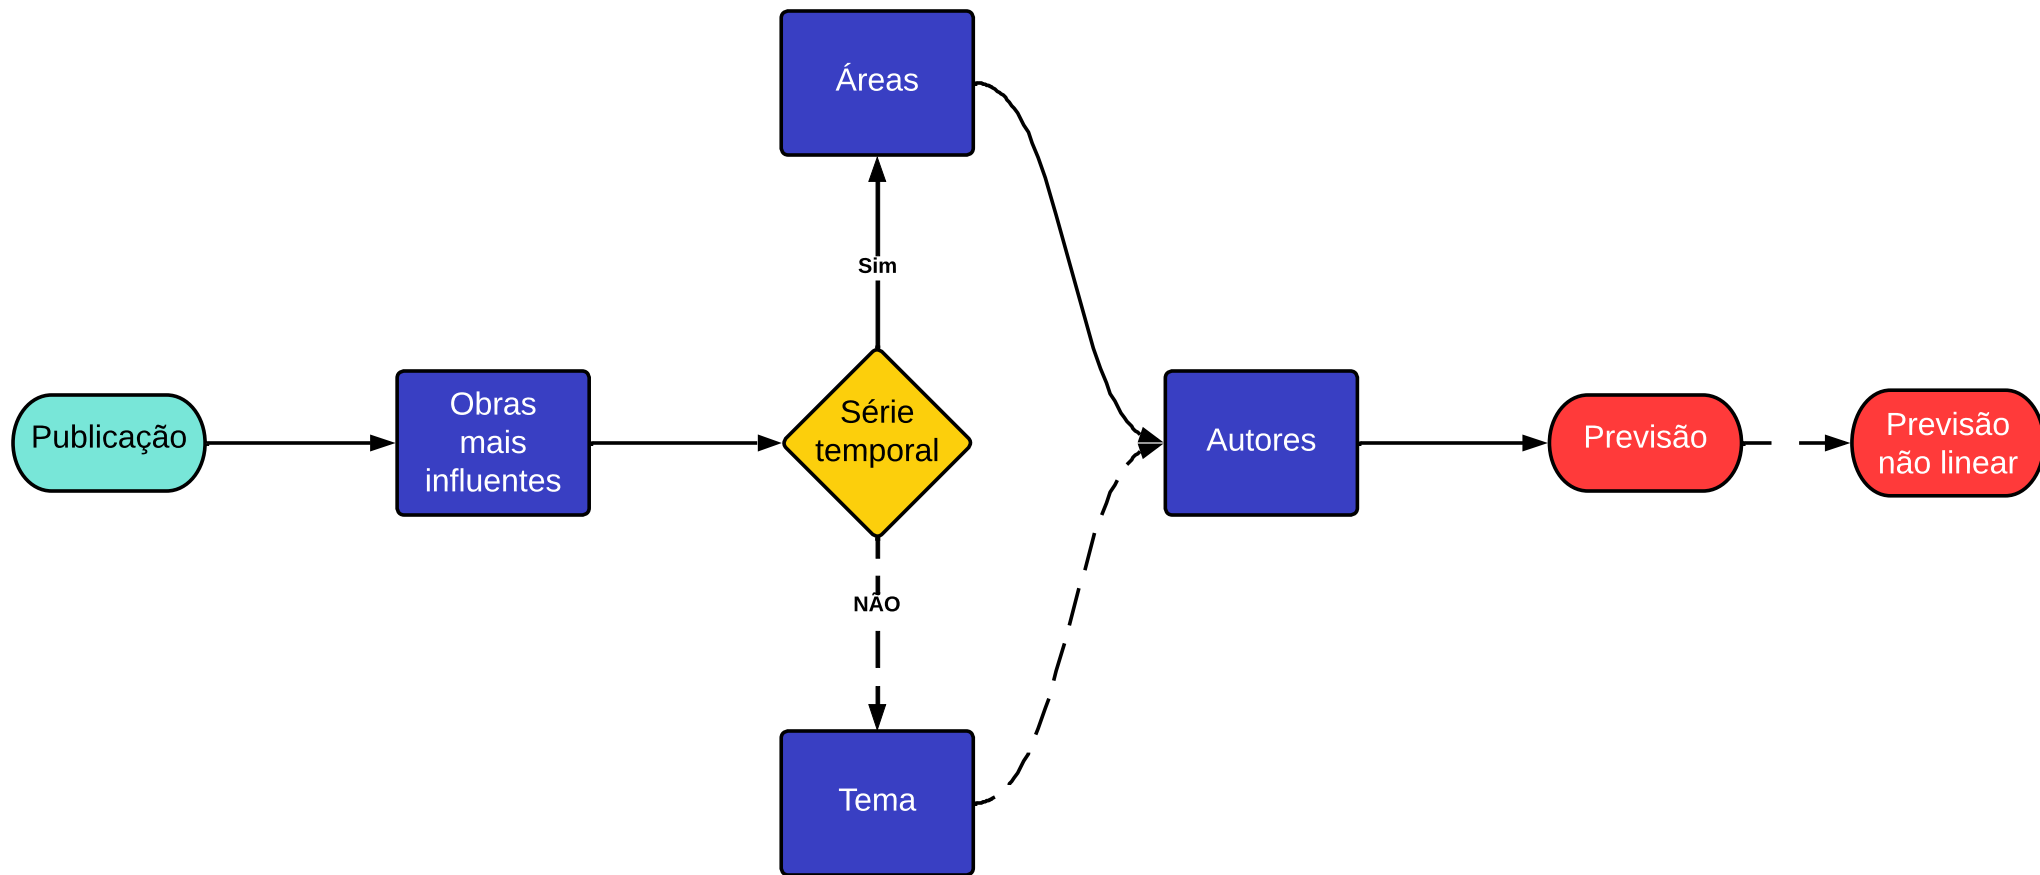 Áreas
Sim
Publicação
Obras
mais
influentes
Série
temporal
Autores
Previsão
Previsão
não linear
NÃO
Tema